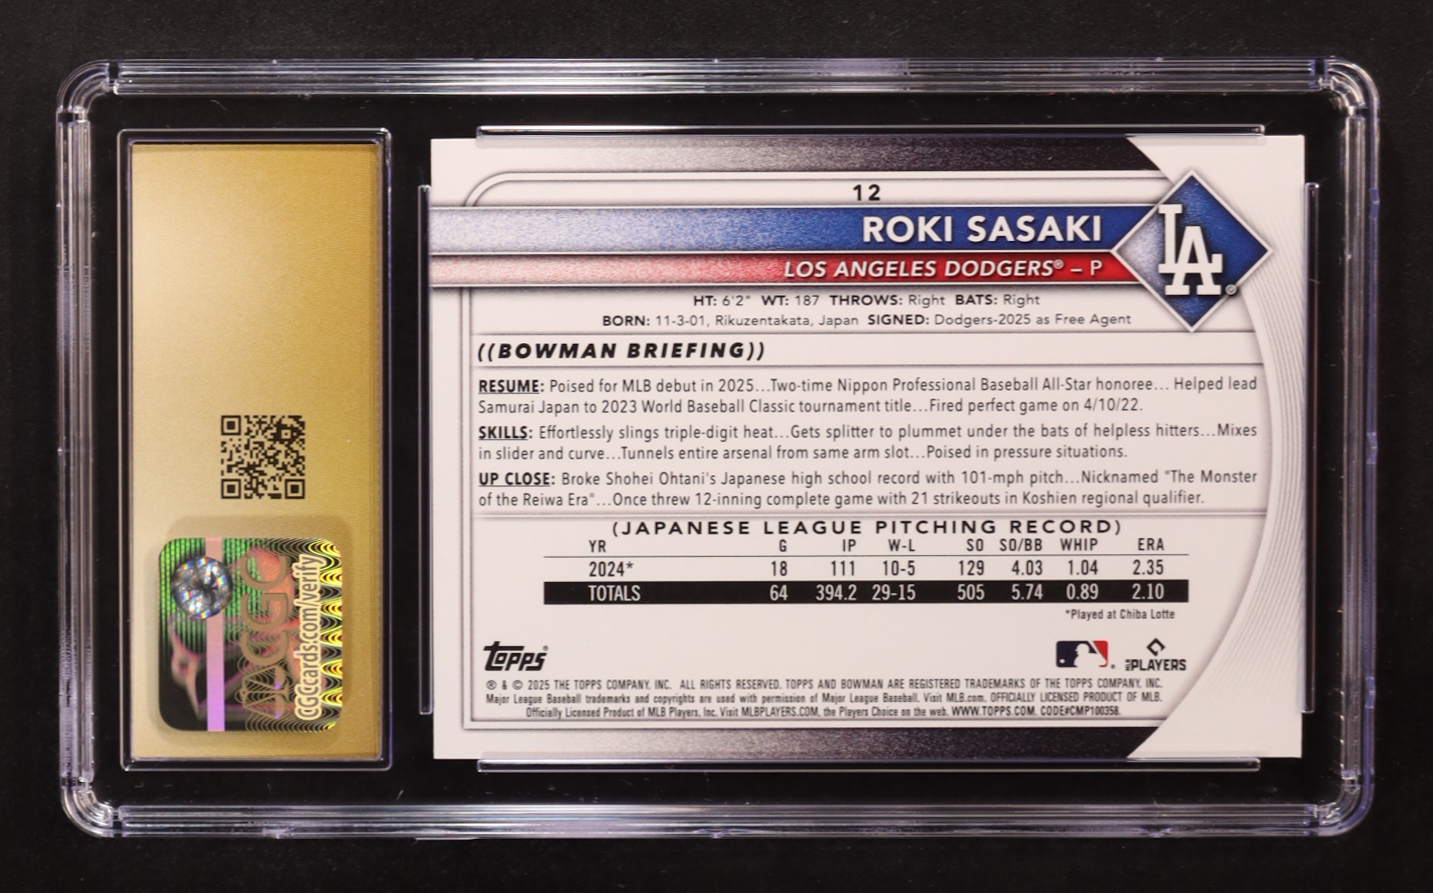 12
ROKI SASAKI
LOS ANGELES DODGERS® – P
LA®
HT: 6'2" WT: 187 THROWS: Right BATS: Right
BORN: 11-3-01, Rikuzentakata, Japan SIGNED: Dodgers-2025 as Free Agent
((BOWMAN BRIEFING))
RESUME: Poised for MLB debut in 2025...Two-time Nippon Professional Baseball All-Star honoree... Helped lead
Samurai Japan to 2023 World Baseball Classic tournament title...Fired perfect game on 4/10/22.
SKILLS: Effortlessly slings triple-digit heat...Gets splitter to plummet under the bats of helpless hitters...Mixes
in slider and curve...Tunnels entire arsenal from same arm slot...Poised in pressure situations.
UP CLOSE: Broke Shohei Ohtani's Japanese high school record with 101-mph pitch...Nicknamed "The Monster
of the Reiwa Era"...Once threw 12-inning complete game with 21 strikeouts in Koshien regional qualifier.
(JAPANESE LEAGUE PITCHING RECORD)
YR G IP W-L SO SO/BB WHIP ERA
2024* 18 111 10-5 129 4.03 1.04 2.35
TOTALS 64 394.2 29-15 505 5.74 0.89 2.10
*Played at Chiba Lotte
Topps®
MLB PLAYERS
® & © 2025 THE TOPPS COMPANY, INC. ALL RIGHTS RESERVED. TOPPS AND BOWMAN ARE REGISTERED TRADEMARKS OF THE TOPPS COMPANY, INC.
Major League Baseball trademarks and copyrights are used with permission of Major League Baseball. Visit MLB.com. OFFICIALLY LICENSED PRODUCT OF MLB.
Officially Licensed Product of MLB Players, Inc. Visit MLBPLAYERS.COM, the Players Choice on the web. WWW.TOPPS.COM. CODE#CMP100358.
CGCcards.com/verify